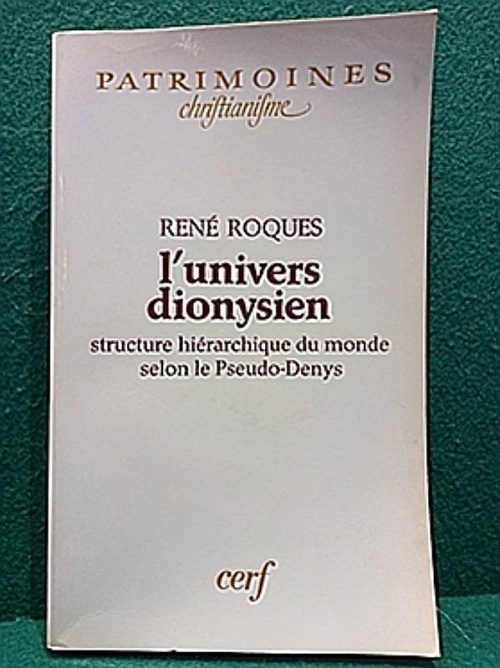 PATRIMOINES
chriſtianiſme
RENÉ ROQUES
l'univers
dionysien
structure hiérarchique du monde
selon le Pseudo-Denys
cerf